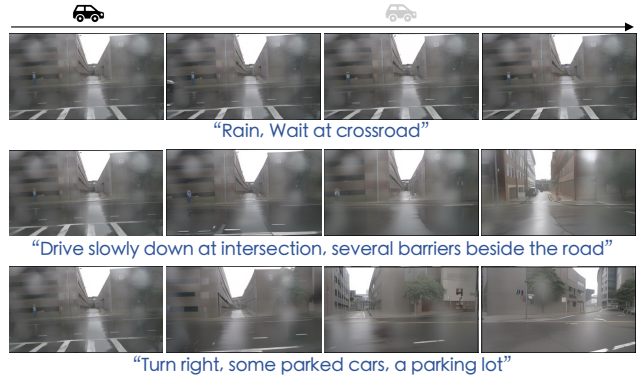 “Rain, Wait at crossroad”
“Drive slowly down at intersection, several barriers beside the road”
“Turn right, some parked cars, a parking lot”